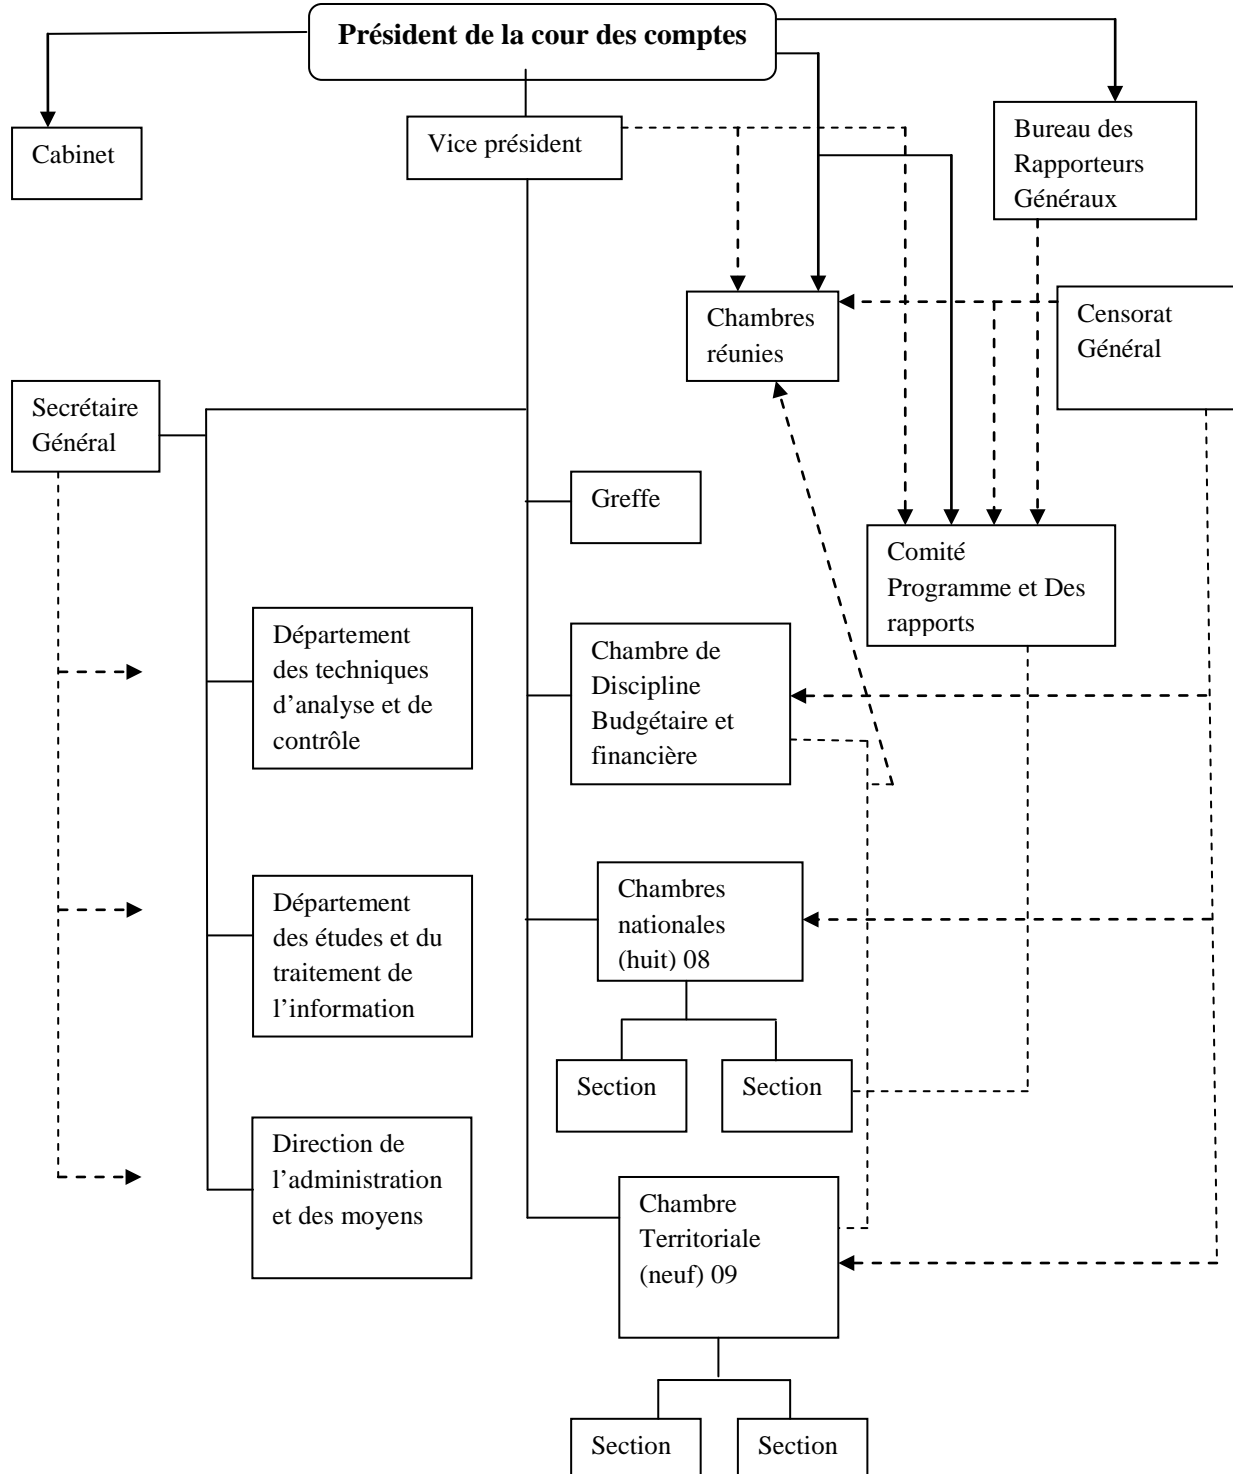 Président de la cour des comptes
Cabinet
Vice président
Bureau des
Rapporteurs
Généraux
Chambres
réunies
Censorat
Général
Secrétaire
Général
Greffe
Comité
Programme et Des
rapports
Département
des techniques
d’analyse et de
contrôle
Chambre de
Discipline
Budgétaire et
financière
Département
des études et du
traitement de
l’information
Chambres
nationales
(huit) 08
Section
Section
Direction de
l’administration
et des moyens
Chambre
Territoriale
(neuf) 09
Section
Section